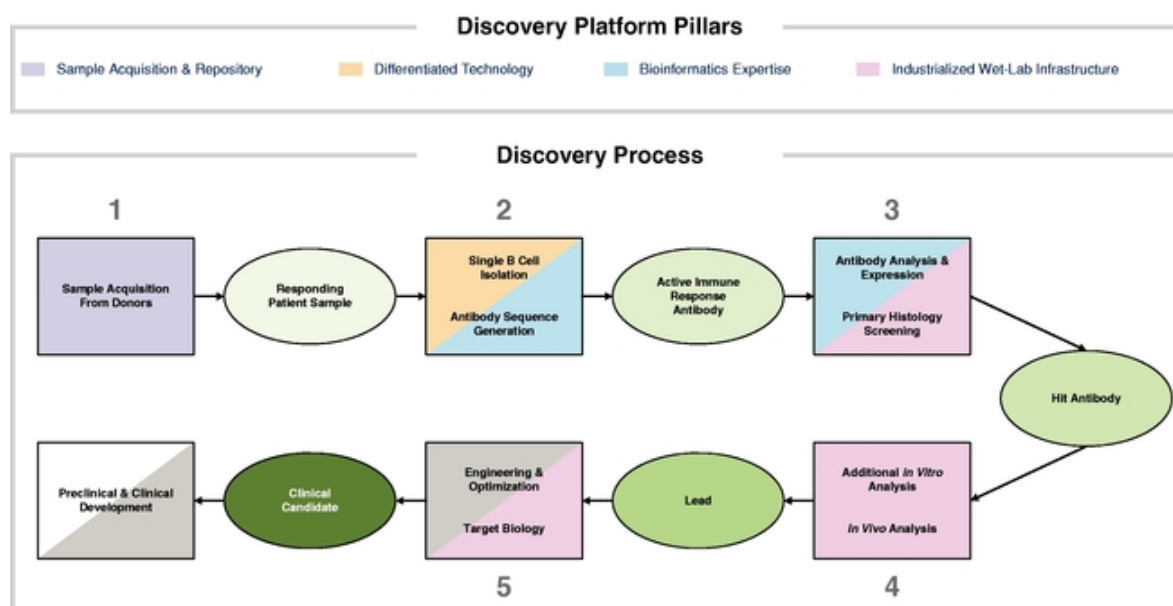 Discovery Platform Pillars
Sample Acquisition & Repository
Differentiated Technology
Bioinformatics Expertise
Industrialized Wet-Lab Infrastructure
Discovery Process
1
2
3
Sample Acquisition
From Donors
Responding
Patient Sample
Single B Cell
Isolation
Antibody Sequence
Generation
Active Immune
Response
Antibody
Antibody Analysis &
Expression
Primary Histology
Screening
Hit Antibody
Additional in Vitro
Analysis
In Vivo Analysis
Lead
Engineering &
Optimization
Target Biology
Clinical
Candidate
Preclinical & Clinical
Development
5
4